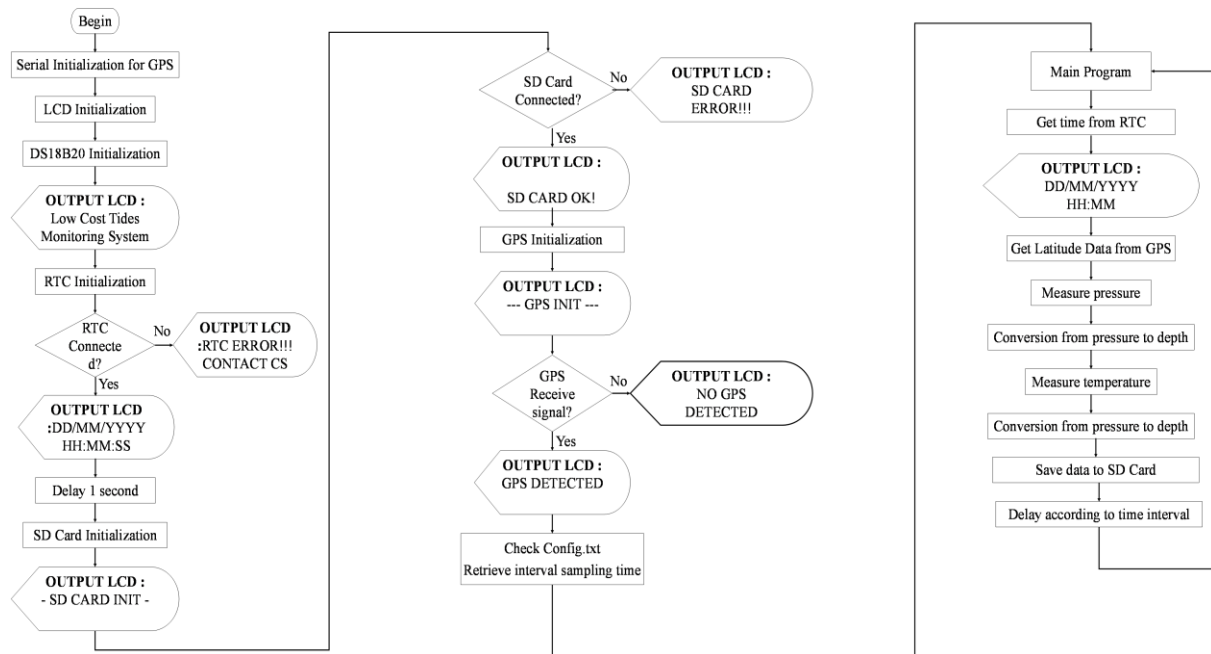 Begin
Serial Initialization for GPS
LCD Initialization
DS18B20 Initialization
OUTPUT LCD :
Low Cost Tides
Monitoring System
RTC Initialization
RTC
Connecte
d?
No
OUTPUT LCD
:RTC ERROR!!!
CONTACT CS
Yes
OUTPUT LCD
:DD/MM/YYYY
HH:MM:SS
Delay 1 second
SD Card Initialization
OUTPUT LCD :
- SD CARD INIT -
SD Card
Connected?
No
OUTPUT LCD :
SD CARD
ERROR!!!
Yes
OUTPUT LCD :
SD CARD OK!
GPS Initialization
OUTPUT LCD :
--- GPS INIT ---
GPS
Receive
signal?
No
OUTPUT LCD :
NO GPS
DETECTED
Yes
OUTPUT LCD :
GPS DETECTED
Check Config.txt
Retrieve interval sampling time
Main Program
Get time from RTC
OUTPUT LCD :
DD/MM/YYYY
HH:MM
Get Latitude Data from GPS
Measure pressure
Conversion from pressure to depth
Measure temperature
Conversion from pressure to depth
Save data to SD Card
Delay according to time interval